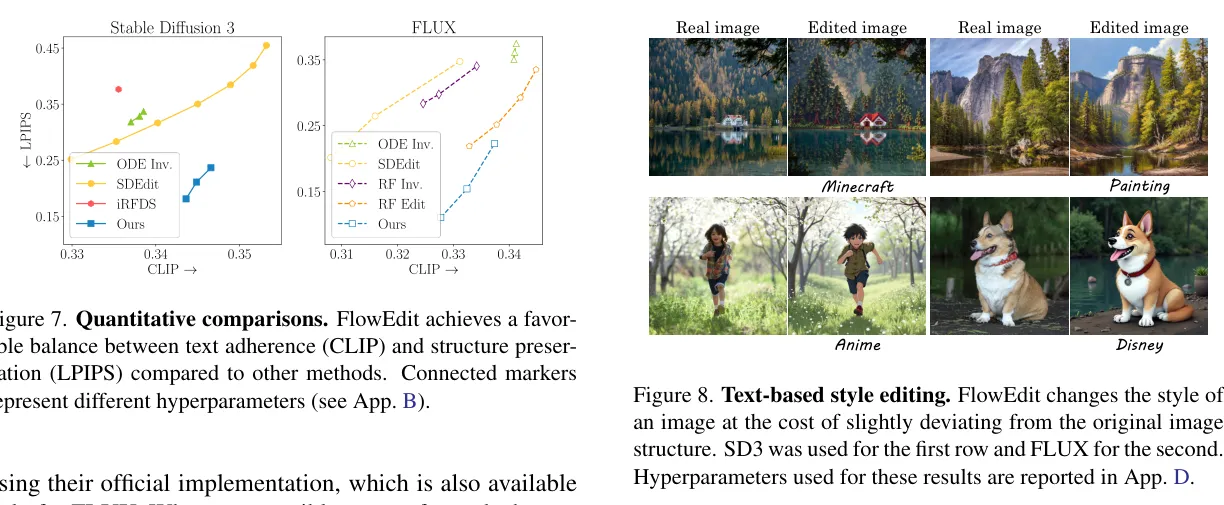 Stable Diffusion 3
FLUX
0.45
0.35
0.25
0.15
← LPIPS
ODE Inv.
SDEdit
iRFDS
Ours
0.33
0.34
0.35
CLIP →
0.35
0.25
0.15
ODE Inv.
SDEdit
RF Inv.
RF Edit
Ours
0.31
0.32
0.33
0.34
CLIP →
igure 7. Quantitative comparisons. FlowEdit achieves a favor-
ble balance between text adherence (CLIP) and structure preser-
ation (LPIPS) compared to other methods. Connected markers
epresent different hyperparameters (see App. B).
sing their official implementation, which is also available
Real image
Edited image
Real image
Edited image
Minecraft
Painting
Anime
Disney
Figure 8. Text-based style editing. FlowEdit changes the style of
an image at the cost of slightly deviating from the original image
structure. SD3 was used for the first row and FLUX for the second.
Hyperparameters used for these results are reported in App. D.